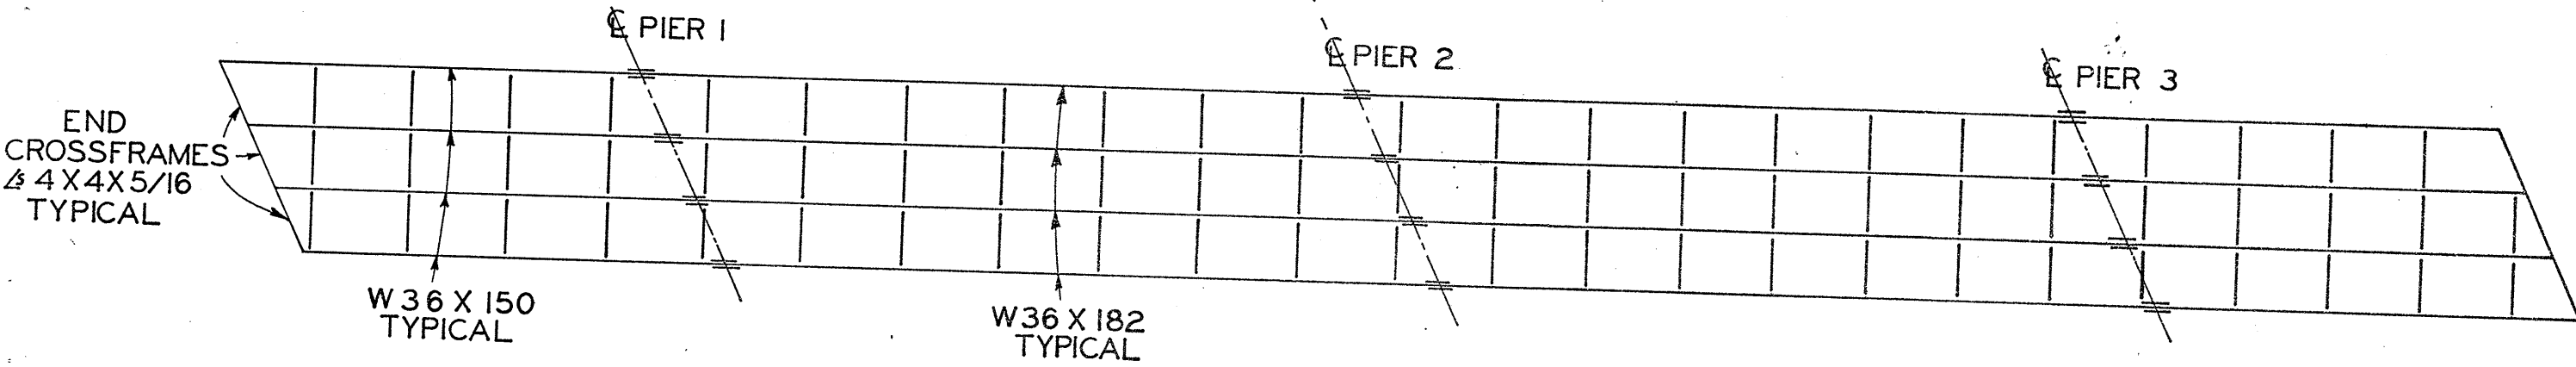 ℄ PIER 1
℄ PIER 2
℄ PIER 3
END
CROSSFRAMES
∠s 4 X 4 X 5/16
TYPICAL
W 36 X 150
TYPICAL
W 36 X 182
TYPICAL